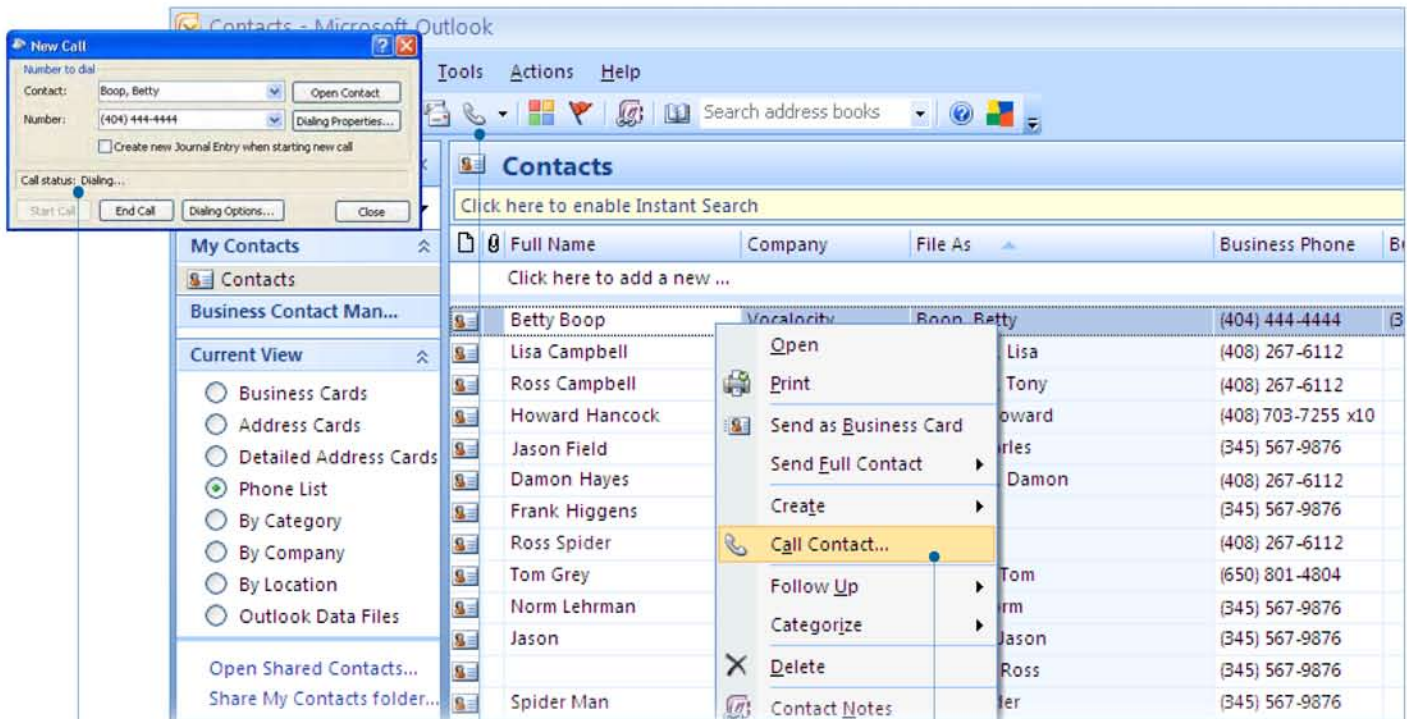 Contacts - Microsoft Outlook
New Call
Number to dial
Contact: Boop, Betty Open Contact
Number: (404) 444-4444 Dialing Properties...
Create new Journal Entry when starting new call
Call status: Dialing...
Start Call End Call Dialing Options... Close
Tools Actions Help
Search address books
Contacts
Click here to enable Instant Search
Full Name Company File As Business Phone
Click here to add a new ...
My Contacts
Contacts
Business Contact Man...
Current View
Business Cards
Address Cards
Detailed Address Cards
Phone List
By Category
By Company
By Location
Outlook Data Files
Open Shared Contacts...
Share My Contacts folder...
Betty Boop Vocalocity Boop, Betty (404) 444-4444 (3
Lisa Campbell Lisa (408) 267-6112
Ross Campbell Tony (408) 267-6112
Howard Hancock oward (408) 703-7255 x10
Jason Field rles (345) 567-9876
Damon Hayes Damon (408) 267-6112
Frank Higgens (345) 567-9876
Ross Spider (408) 267-6112
Tom Grey Tom (650) 801-4804
Norm Lehrman rm (345) 567-9876
Jason Jason (345) 567-9876
Ross (345) 567-9876
Spider Man der (345) 567-9876
Open
Print
Send as Business Card
Send Full Contact
Create
Call Contact...
Follow Up
Categorize
Delete
Contact Notes